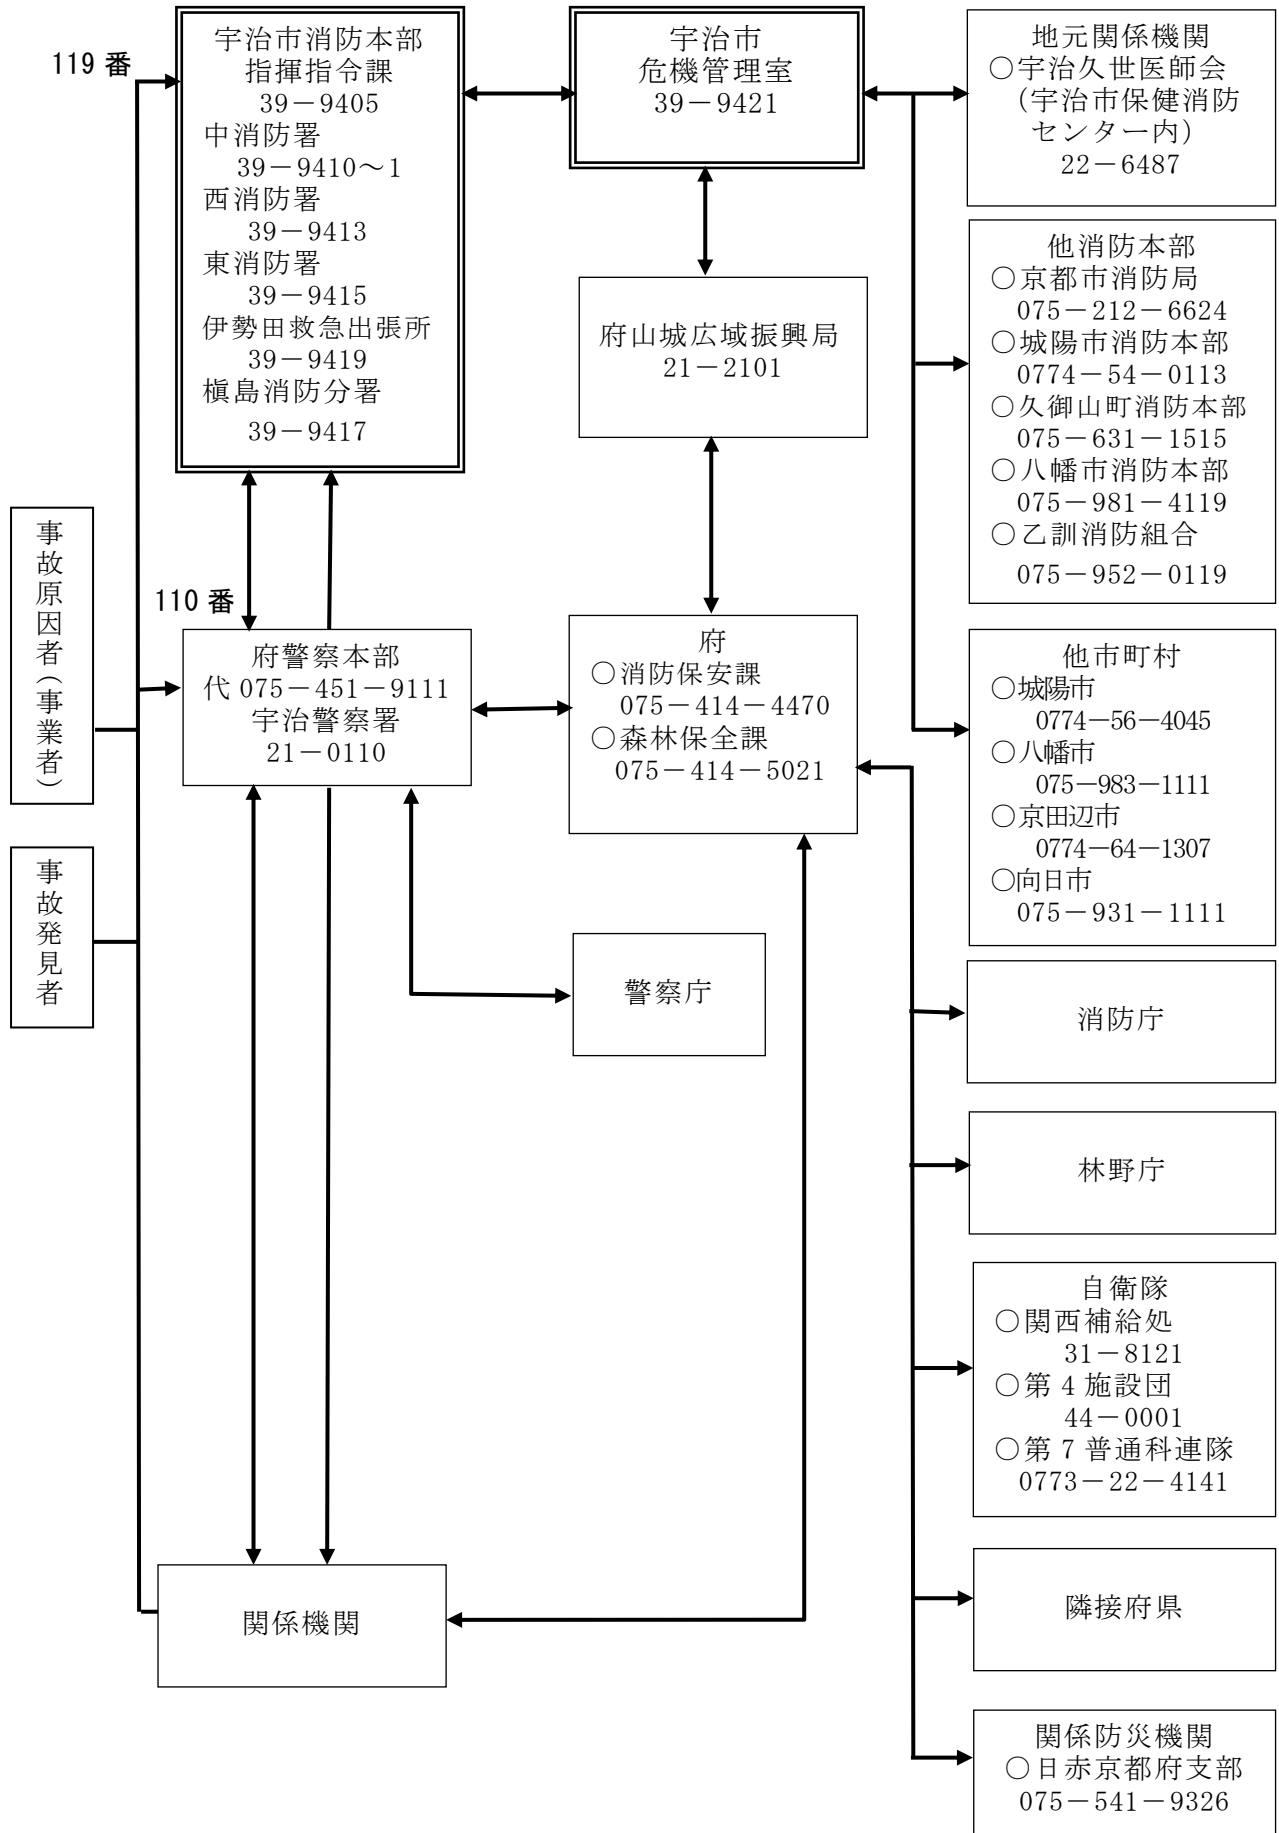 119 番
宇治市消防本部
指揮指令課
39－9405
中消防署
39－9410～1
西消防署
39－9413
東消防署
39－9415
伊勢田救急出張所
39－9419
槇島消防分署
39－9417
宇治市
危機管理室
39－9421
地元関係機関
○宇治久世医師会
（宇治市保健消防
センター内）
22－6487
他消防本部
○京都市消防局
075－212－6624
○城陽市消防本部
0774－54－0113
○久御山町消防本部
075－631－1515
○八幡市消防本部
075－981－4119
○乙訓消防組合
075－952－0119
府山城広域振興局
21－2101
事故原因者（事業者）
110 番
府警察本部
代 075－451－9111
宇治警察署
21－0110
府
○消防保安課
075－414－4470
○森林保全課
075－414－5021
他市町村
○城陽市
0774－56－4045
○八幡市
075－983－1111
○京田辺市
0774－64－1307
○向日市
075－931－1111
事故発見者
警察庁
消防庁
林野庁
自衛隊
○関西補給処
31－8121
○第 4 施設団
44－0001
○第 7 普通科連隊
0773－22－4141
関係機関
隣接府県
関係防災機関
○日赤京都府支部
075－541－9326